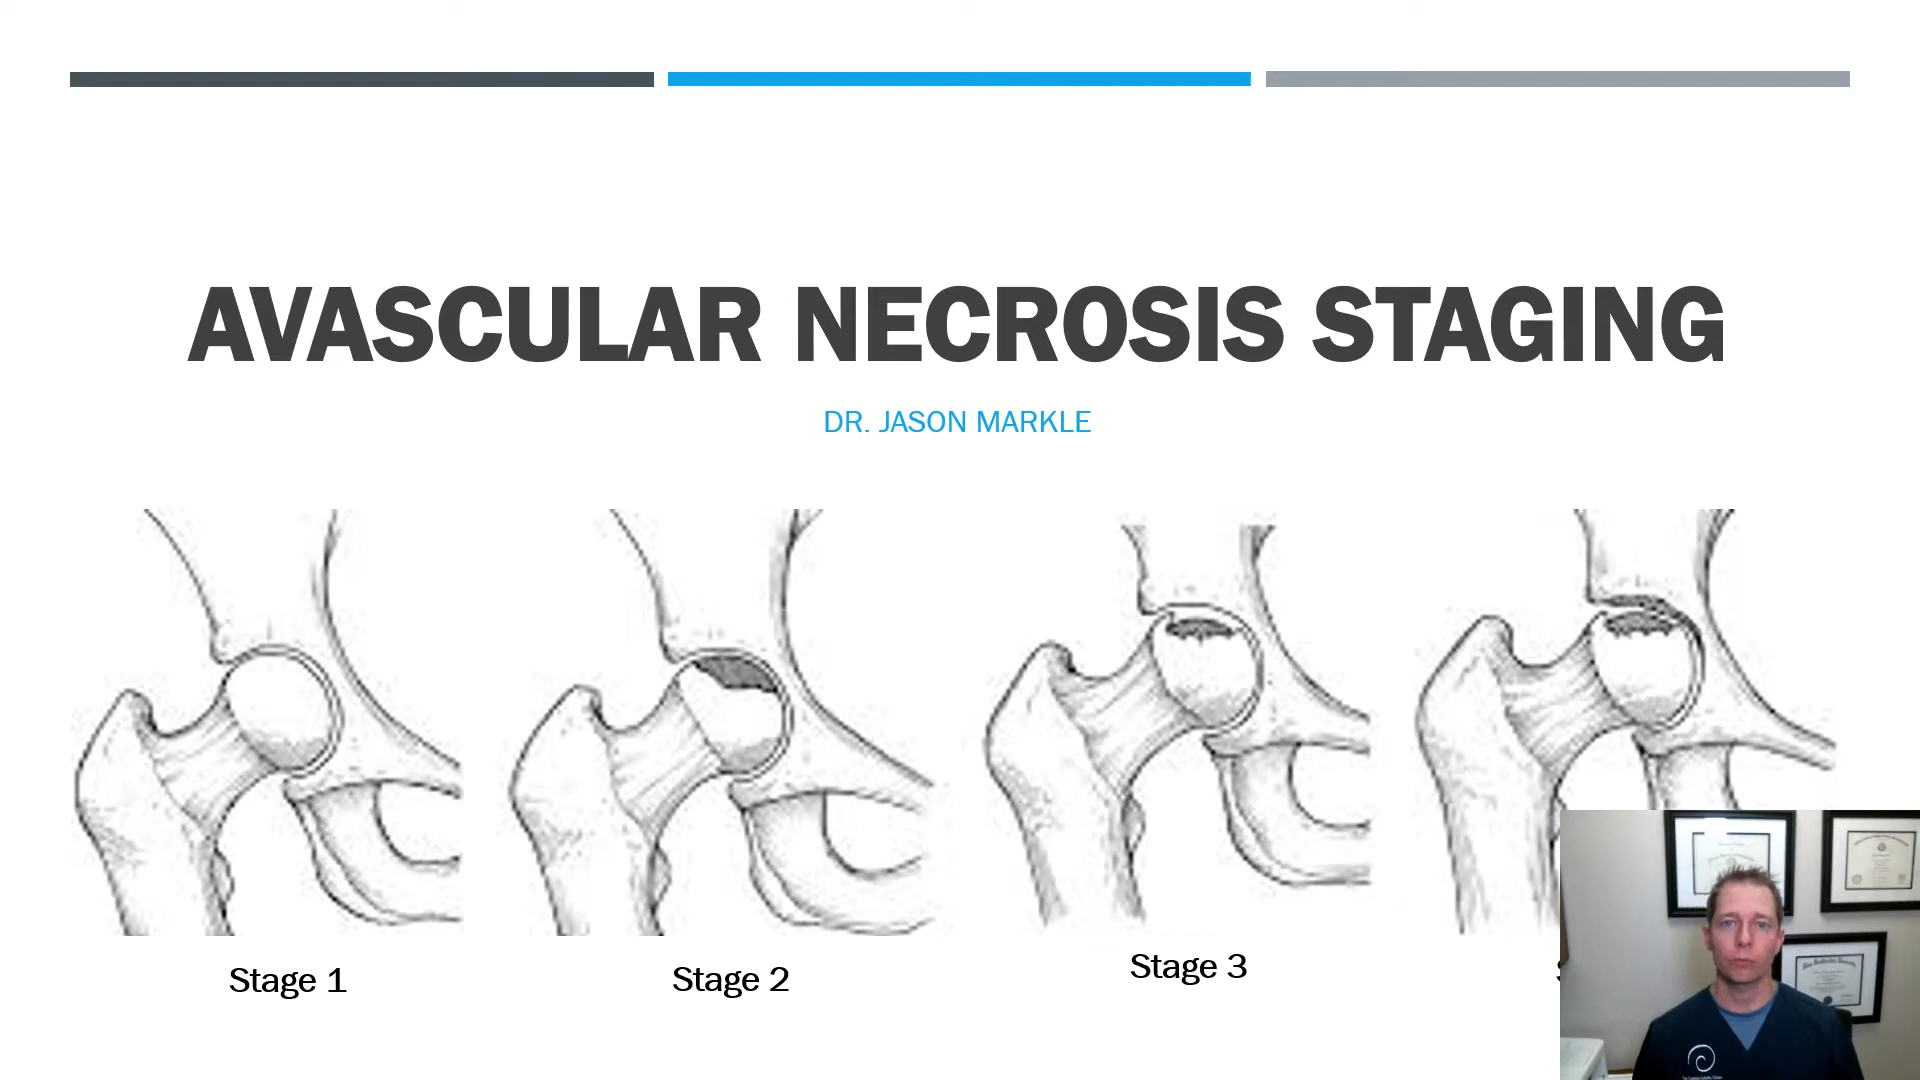 AVASCULAR NECROSIS STAGING
DR. JASON MARKLE
Stage 1
Stage 2
Stage 3